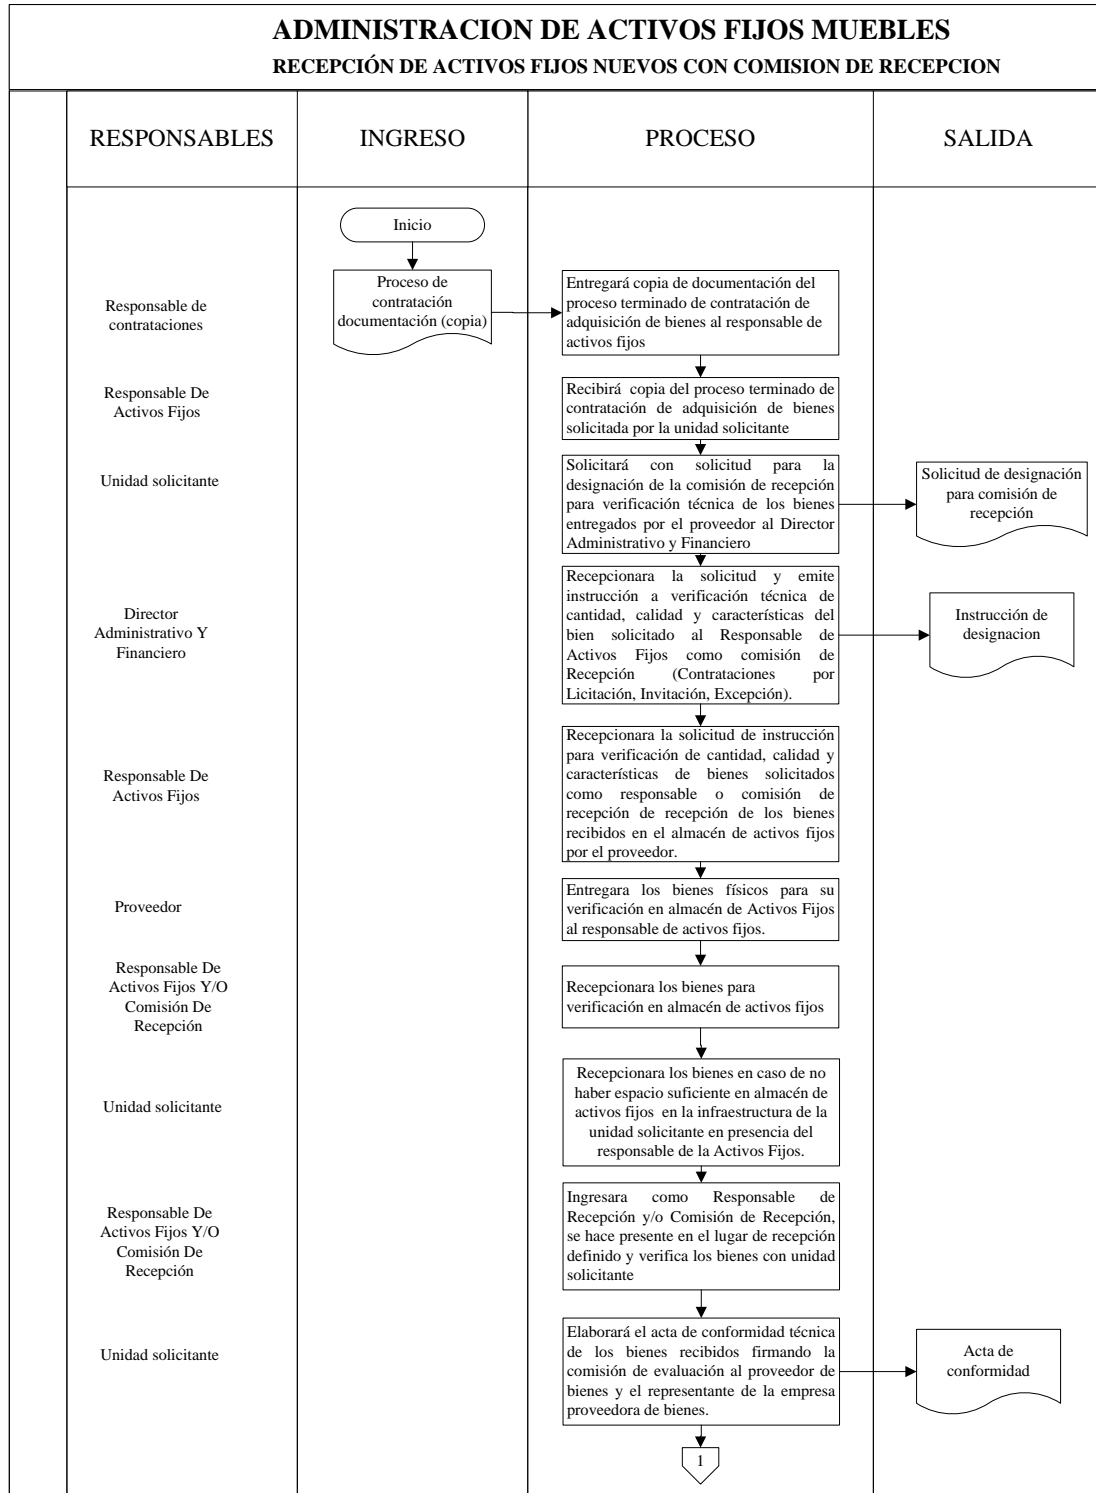 ADMINISTRACION DE ACTIVOS FIJOS MUEBLES
RECEPCIÓN DE ACTIVOS FIJOS NUEVOS CON COMISION DE RECEPCION
RESPONSABLES
INGRESO
PROCESO
SALIDA
Inicio
Responsable de
contrataciones
Proceso de
contratación
documentación (copia)
Entregará copia de documentación del
proceso terminado de contratación de
adquisición de bienes al responsable de
activos fijos
Responsable De
Activos Fijos
Recibirá copia del proceso terminado de
contratación de adquisición de bienes
solicitada por la unidad solicitante
Unidad solicitante
Solicitará con solicitud para la
designación de la comisión de recepción
para verificación técnica de los bienes
entregados por el proveedor al Director
Administrativo y Financiero
Solicitud de designación
para comisión de
recepción
Director
Administrativo Y
Financiero
Recepcionara la solicitud y emite
instrucción a verificación técnica de
cantidad, calidad y características del
bien solicitado al Responsable de
Activos Fijos como comisión de
Recepción (Contrataciones por
Licitación, Invitación, Excepción).
Instrucción de
designacion
Responsable De
Activos Fijos
Recepcionara la solicitud de instrucción
para verificación de cantidad, calidad y
características de bienes solicitados
como responsable o comisión de
recepción de recepción de los bienes
recibidos en el almacén de activos fijos
por el proveedor.
Proveedor
Entregara los bienes físicos para su
verificación en almacén de Activos Fijos
al responsable de activos fijos.
Responsable De
Activos Fijos Y/O
Comisión De
Recepción
Recepcionara los bienes para
verificación en almacén de activos fijos
Unidad solicitante
Recepcionara los bienes en caso de no
haber espacio suficiente en almacén de
activos fijos en la infraestructura de la
unidad solicitante en presencia del
responsable de la Activos Fijos.
Responsable De
Activos Fijos Y/O
Comisión De
Recepción
Ingresara como Responsable de
Recepción y/o Comisión de Recepción,
se hace presente en el lugar de recepción
definido y verifica los bienes con unidad
solicitante
Unidad solicitante
Elaborará el acta de conformidad técnica
de los bienes recibidos firmando la
comisión de evaluación al proveedor de
bienes y el representante de la empresa
proveedora de bienes.
Acta de
conformidad
1